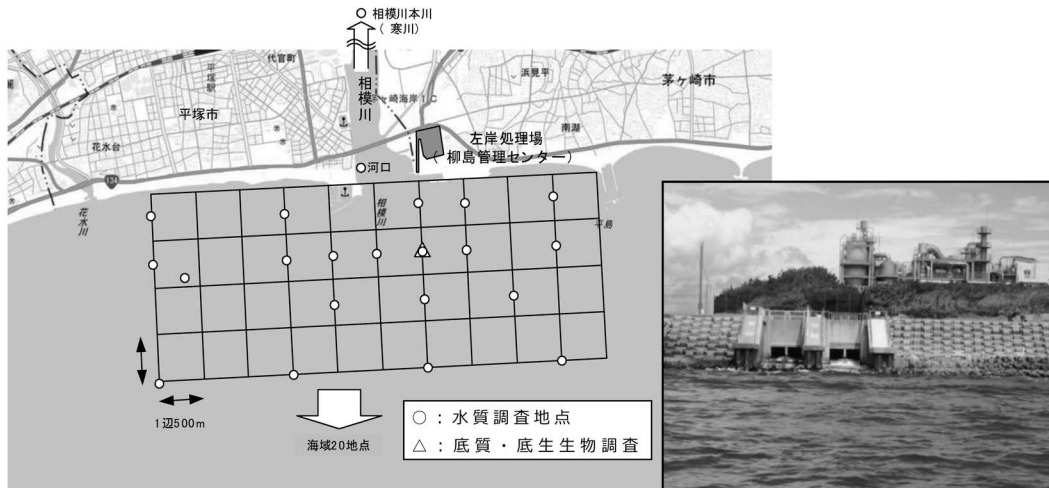 相模川本川
（寒川）
代官町
平塚駅
相模川
浜見平
茅ヶ崎市
茅ヶ崎海岸IC
平塚市
左岸処理場
（柳島管理センター）
南湖
花水台
河口
134
花水川
相模川
平島
1辺500m
海域20地点
○：水質調査地点
△：底質・底生生物調査